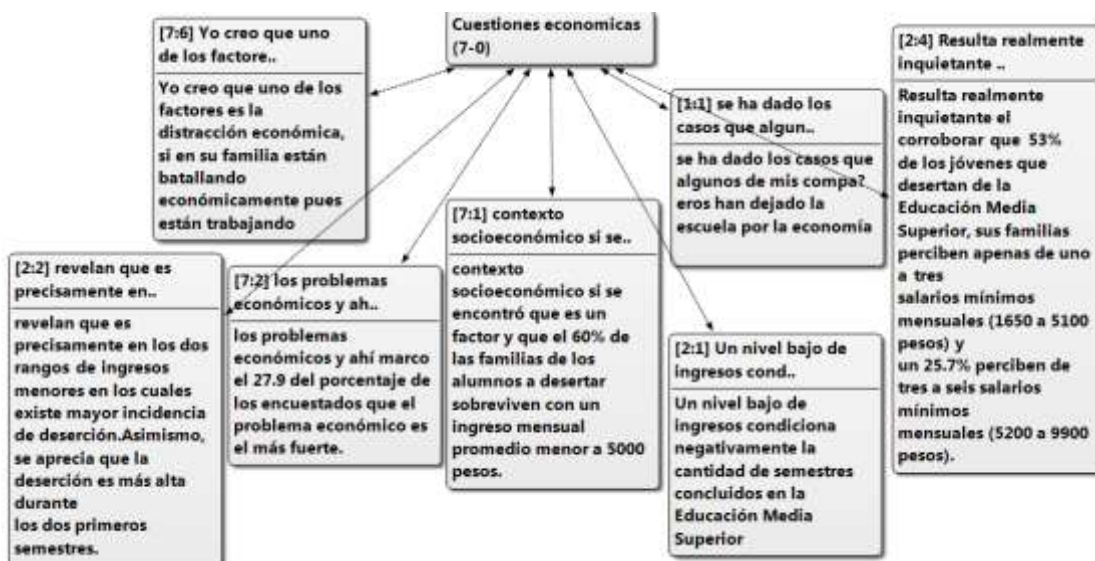 Cuestiones economicas
(7-0)
[7:6] Yo creo que uno
de los factore..
Yo creo que uno de los
factores es la
distracción económica,
si en su familia están
batallando
económicamente pues
están trabajando
[2:4] Resulta realmente
inquietante ..
Resulta realmente
inquietante el
corroborar que 53%
de los jóvenes que
desertan de la
Educación Media
Superior, sus familias
perciben apenas de uno
a tres
salarios mínimos
mensuales (1650 a 5100
pesos) y
un 25.7% perciben de
tres a seis salarios
mínimos
mensuales (5200 a 9900
pesos).
[1:1] se ha dado los
casos que algun..
se ha dado los casos que
algunos de mis compa?
eros han dejado la
escuela por la economía
[7:1] contexto
socioeconómico si se..
contexto
socioeconómico si se
encontró que es un
factor y que el 60% de
las familias de los
alumnos a desertar
sobreviven con un
ingreso mensual
promedio menor a 5000
pesos.
[2:2] revelan que es
precisamente en..
revelan que es
precisamente en los dos
rangos de ingresos
menores en los cuales
existe mayor incidencia
de deserción.Asimismo,
se aprecia que la
deserción es más alta
durante
los dos primeros
semestres.
[7:2] los problemas
económicos y ah..
los problemas
económicos y ahí marco
el 27.9 del porcentaje de
los encuestados que el
problema económico es
el más fuerte.
[2:1] Un nivel bajo de
ingresos cond..
Un nivel bajo de
ingresos condiciona
negativamente la
cantidad de semestres
concluidos en la
Educación Media
Superior